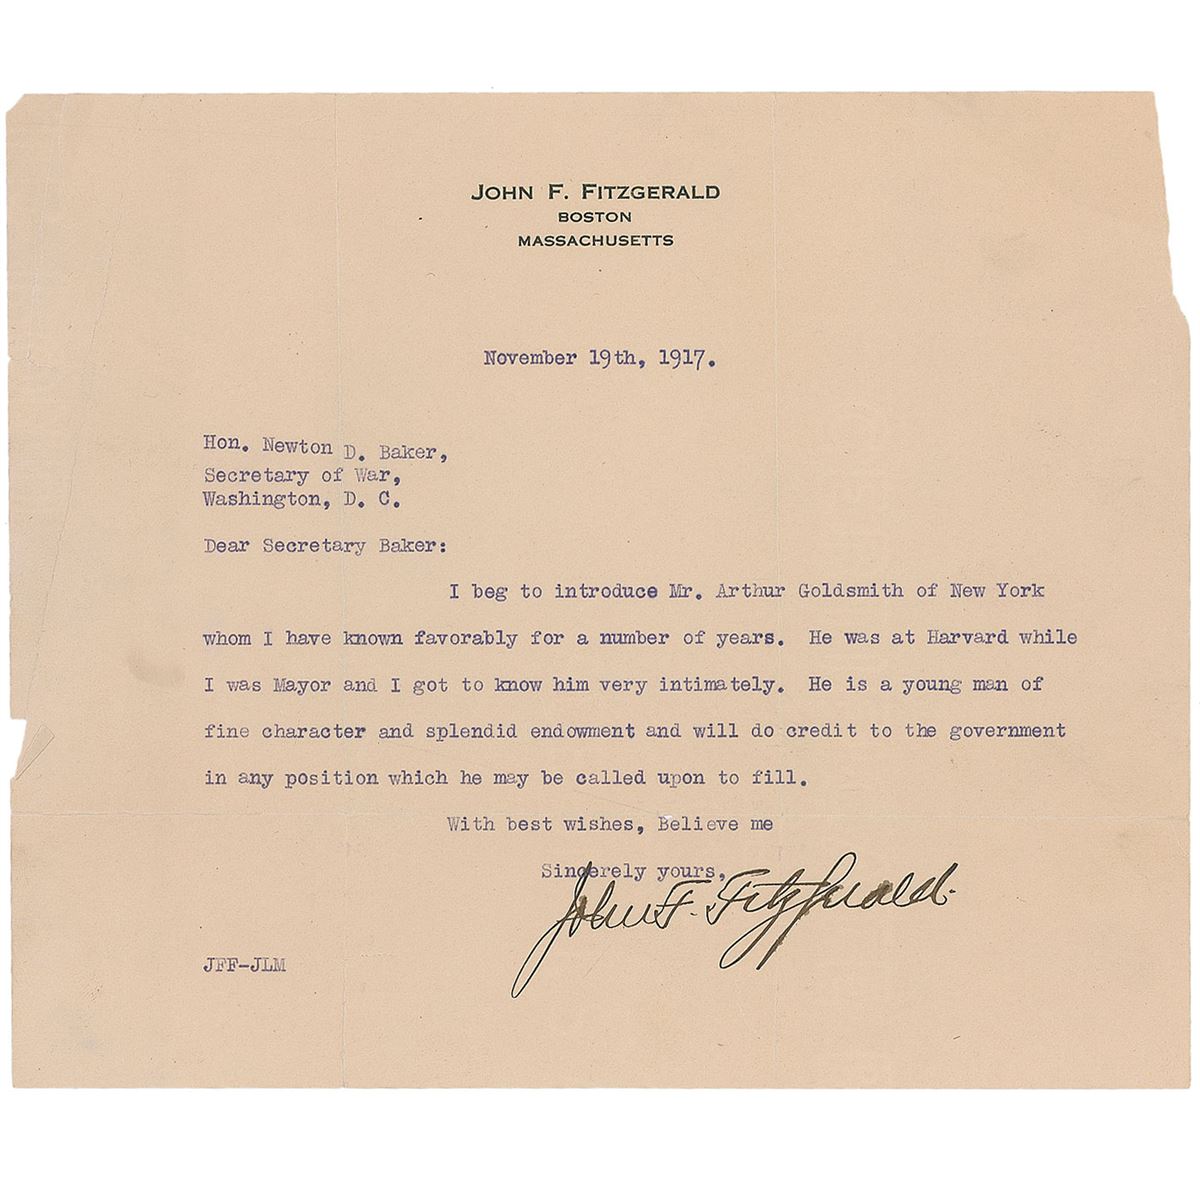 JOHN F. FITZGERALD
BOSTON
MASSACHUSETTS
November 19th, 1917.
Hon. Newton D. Baker,
Secretary of War,
Washington, D. C.
Dear Secretary Baker:
I beg to introduce Mr. Arthur Goldsmith of New York
whom I have known favorably for a number of years. He was at Harvard while
I was Mayor and I got to know him very intimately. He is a young man of
fine character and splendid endowment and will do credit to the government
in any position which he may be called upon to fill.
With best wishes, Believe me
Sincerely yours,
John F. Fitzgerald.
JFF-JLM